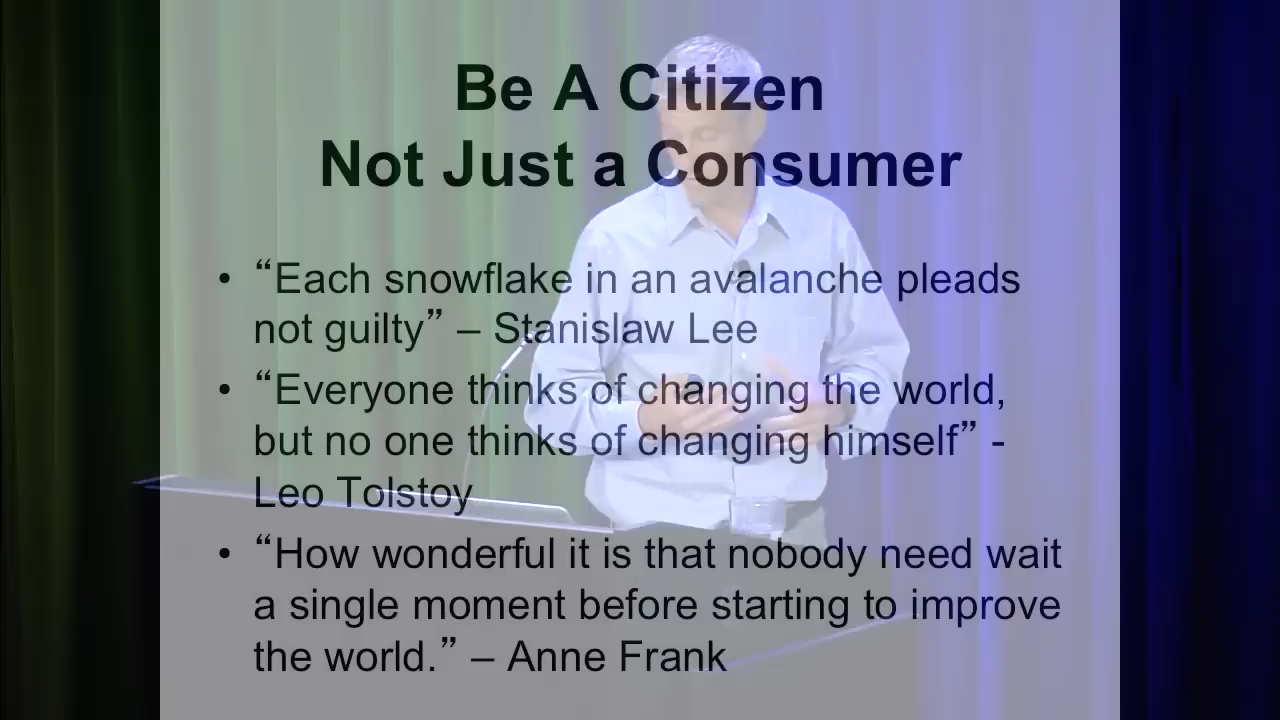 Be A Citizen
Not Just a Consumer
• “Each snowflake in an avalanche pleads
not guilty” – Stanislaw Lee
• “Everyone thinks of changing the world,
but no one thinks of changing himself” -
Leo Tolstoy
• “How wonderful it is that nobody need wait
a single moment before starting to improve
the world.” – Anne Frank